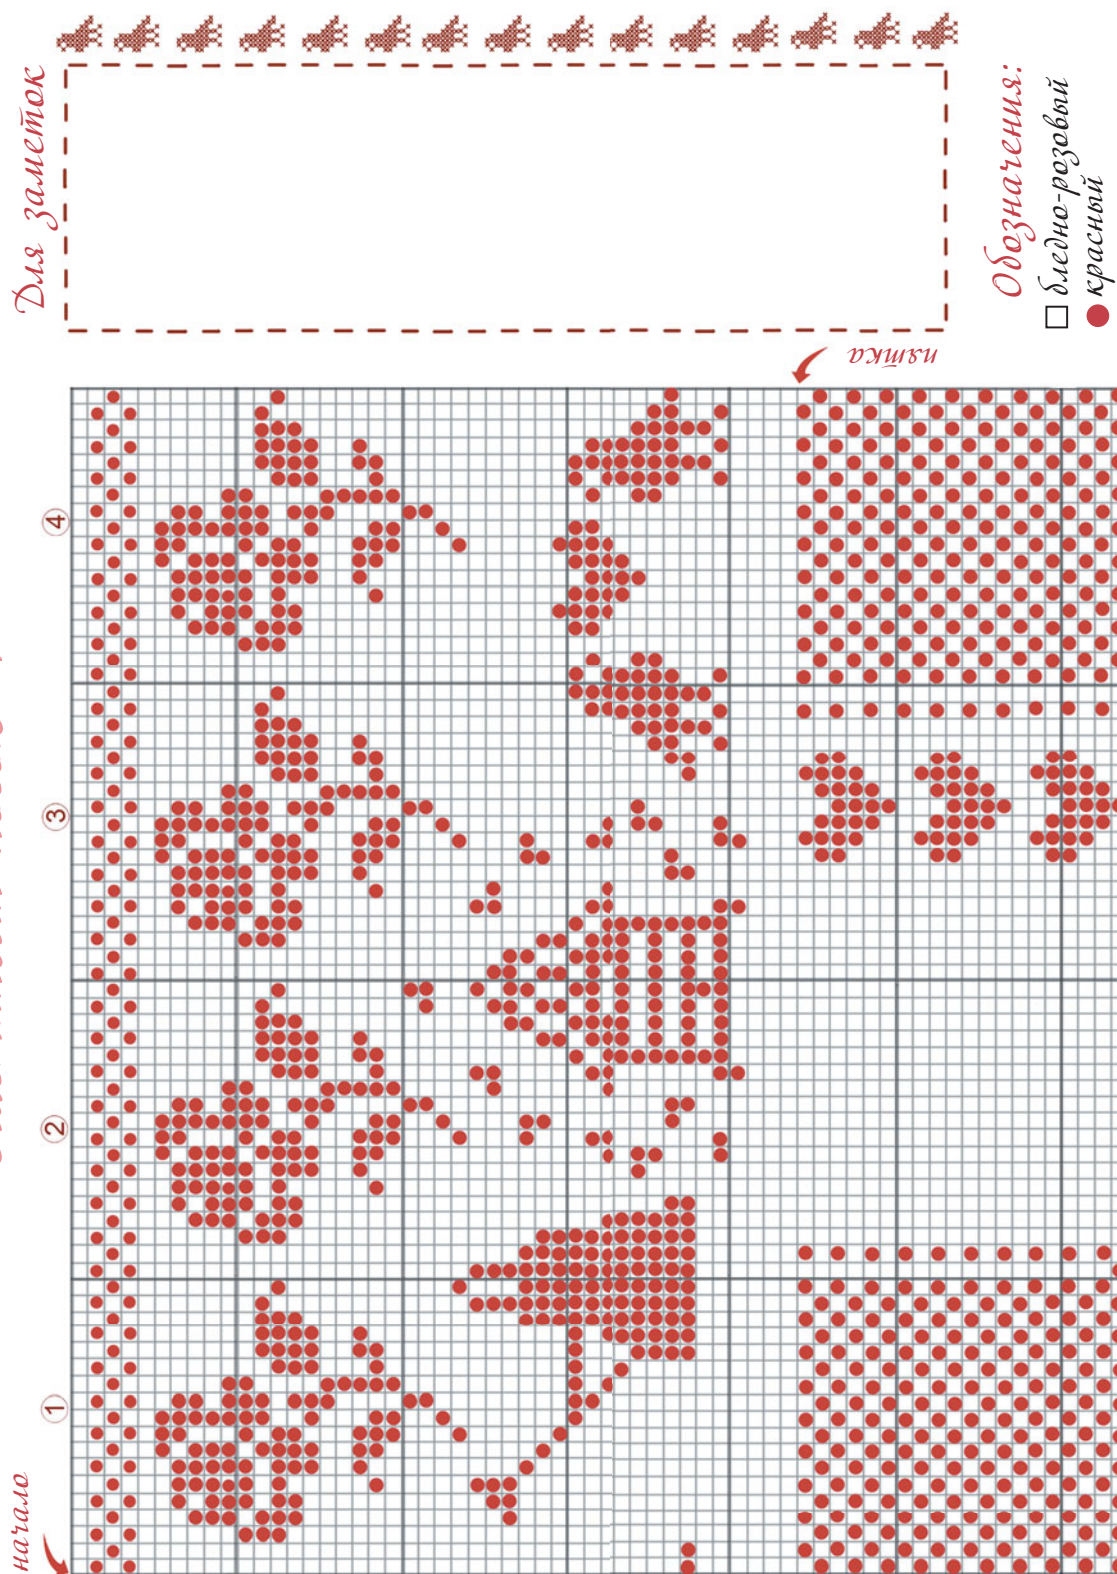 Для заметок
Обозначения:
бледно-розовый
красный
пятка
4
3
2
1
начало